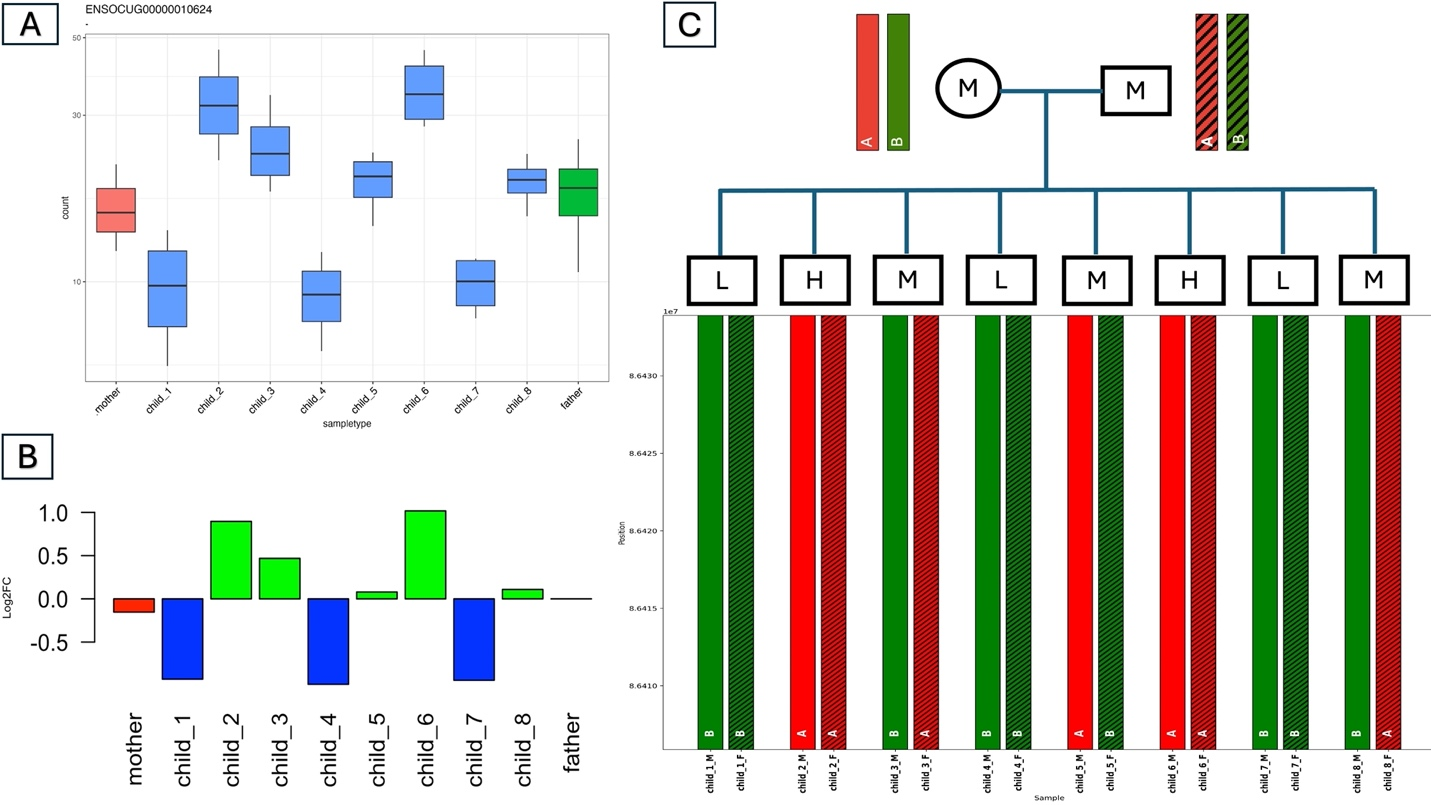 A
ENSOCUG00000010624
-
50
30
10
count
mother child_1 child_2 child_3 child_4 child_5 child_6 child_7 child_8 father
sampletype
B
1.0
0.5
0.0
-0.5
Log2FC
mother child_1 child_2 child_3 child_4 child_5 child_6 child_7 child_8 father
C
A B M M A B
L H M L M H L M
1e7
8.6430
8.6425
8.6420
8.6415
8.6410
Position
B B A A B A B B A B A A B B B A
child_1_M child_1_F child_2_M child_2_F child_3_M child_3_F child_4_M child_4_F child_5_M child_5_F child_6_M child_6_F child_7_M child_7_F child_8_M child_8_F
Sample